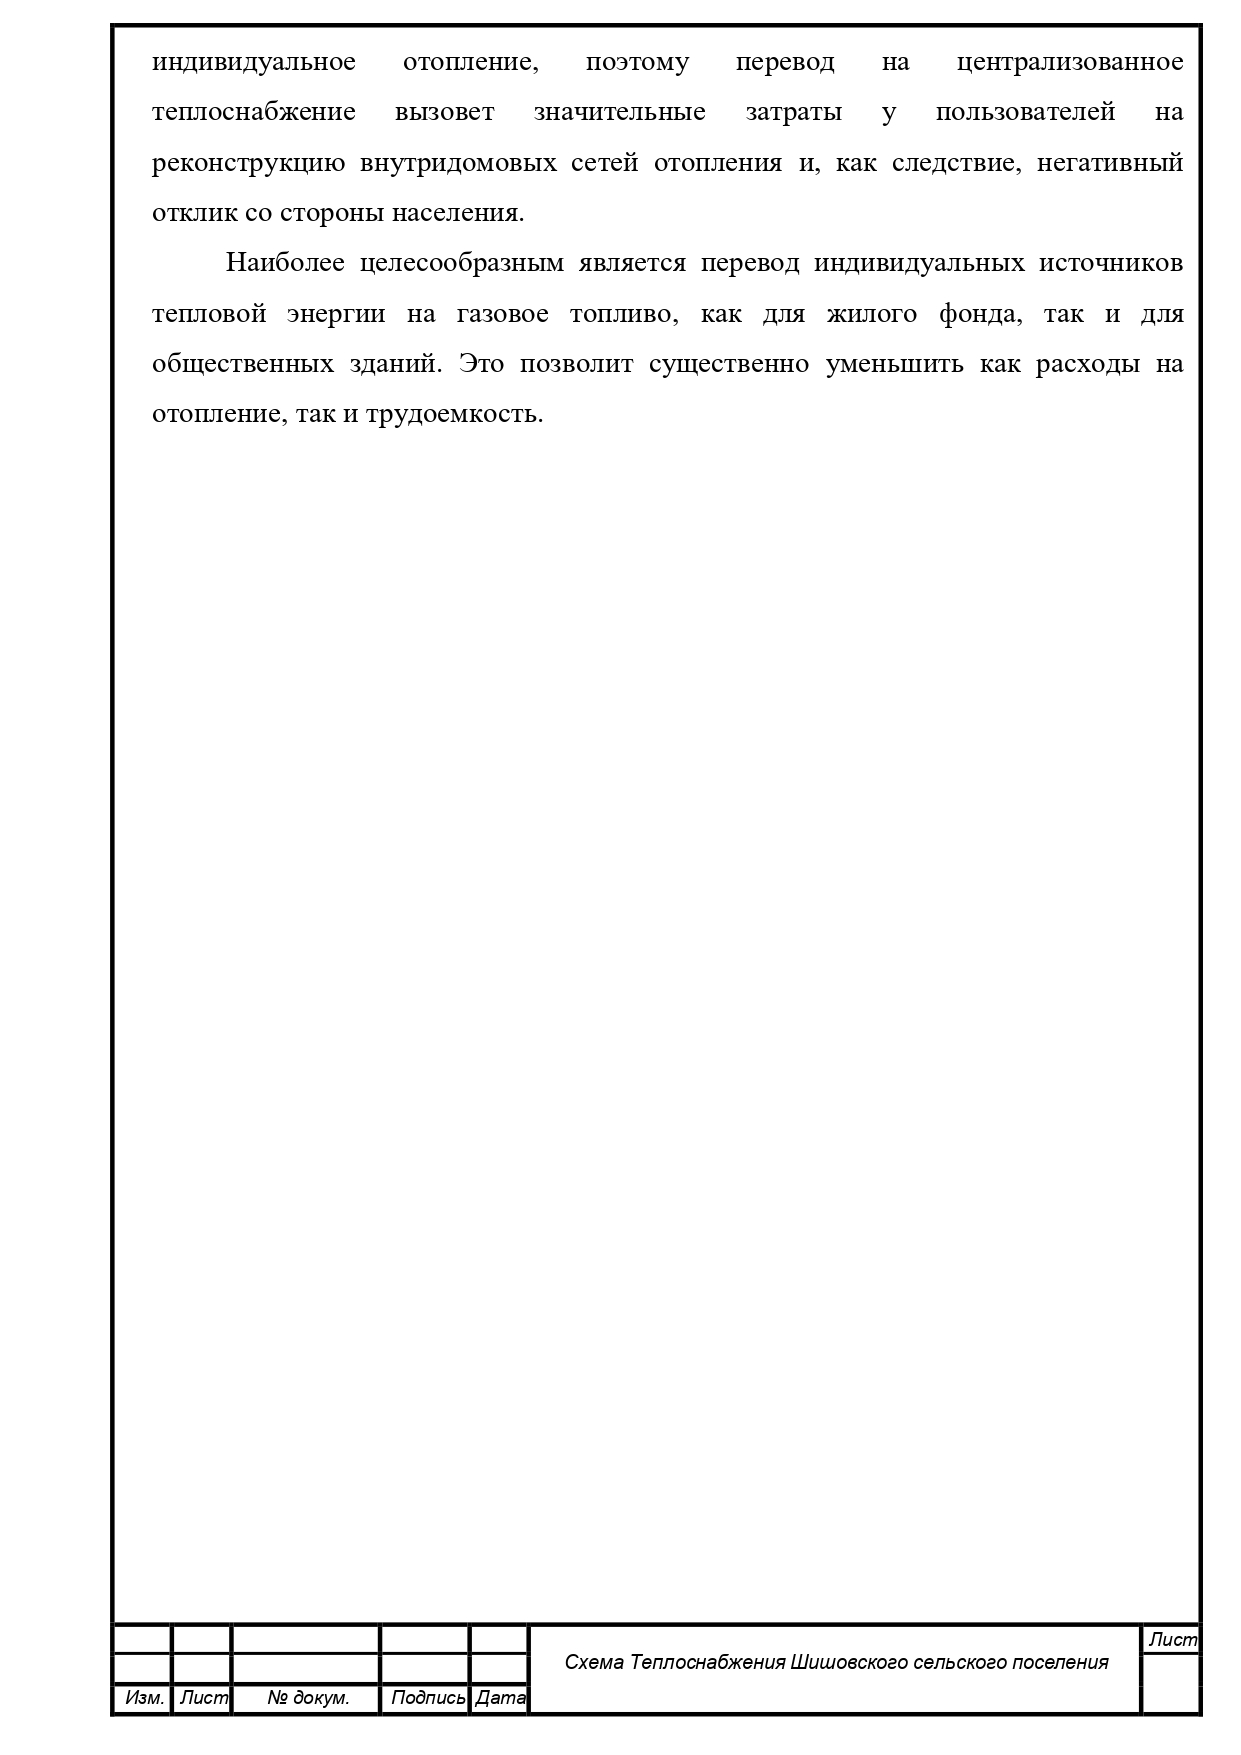 индивидуальное отопление, поэтому перевод на централизованное
теплоснабжение вызовет значительные затраты у пользователей на
реконструкцию внутридомовых сетей отопления и, как следствие, негативный
отклик со стороны населения.
Наиболее целесообразным является перевод индивидуальных источников
тепловой энергии на газовое топливо, как для жилого фонда, так и для
общественных зданий. Это позволит существенно уменьшить как расходы на
отопление, так и трудоемкость.
Лист
Схема Теплоснабжения Шишовского сельского поселения
Изм. Лист № докум. Подпись Дата